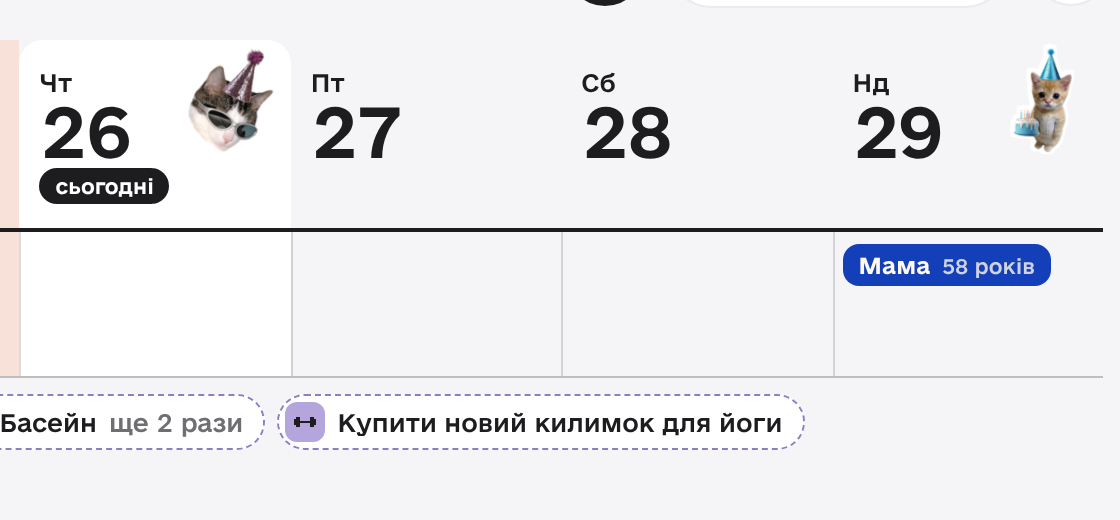 Чт
26
сьогодні
Пт
27
Сб
28
Нд
29
Мама 58 років
Басейн ще 2 рази
Купити новий килимок для йоги